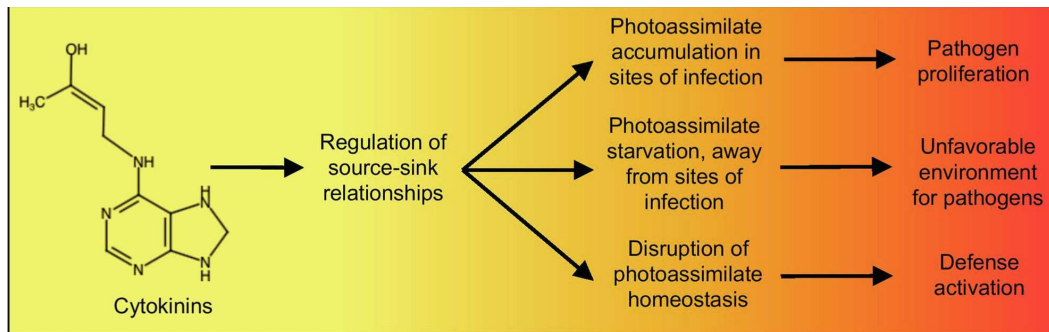 OH
H₃C
NH
N
N
H
N
N
H
Cytokinins
Regulation of
source-sink
relationships
Photoassimilate
accumulation in
sites of infection
Pathogen
proliferation
Photoassimilate
starvation, away
from sites of
infection
Unfavorable
environment
for pathogens
Disruption of
photoassimilate
homeostasis
Defense
activation